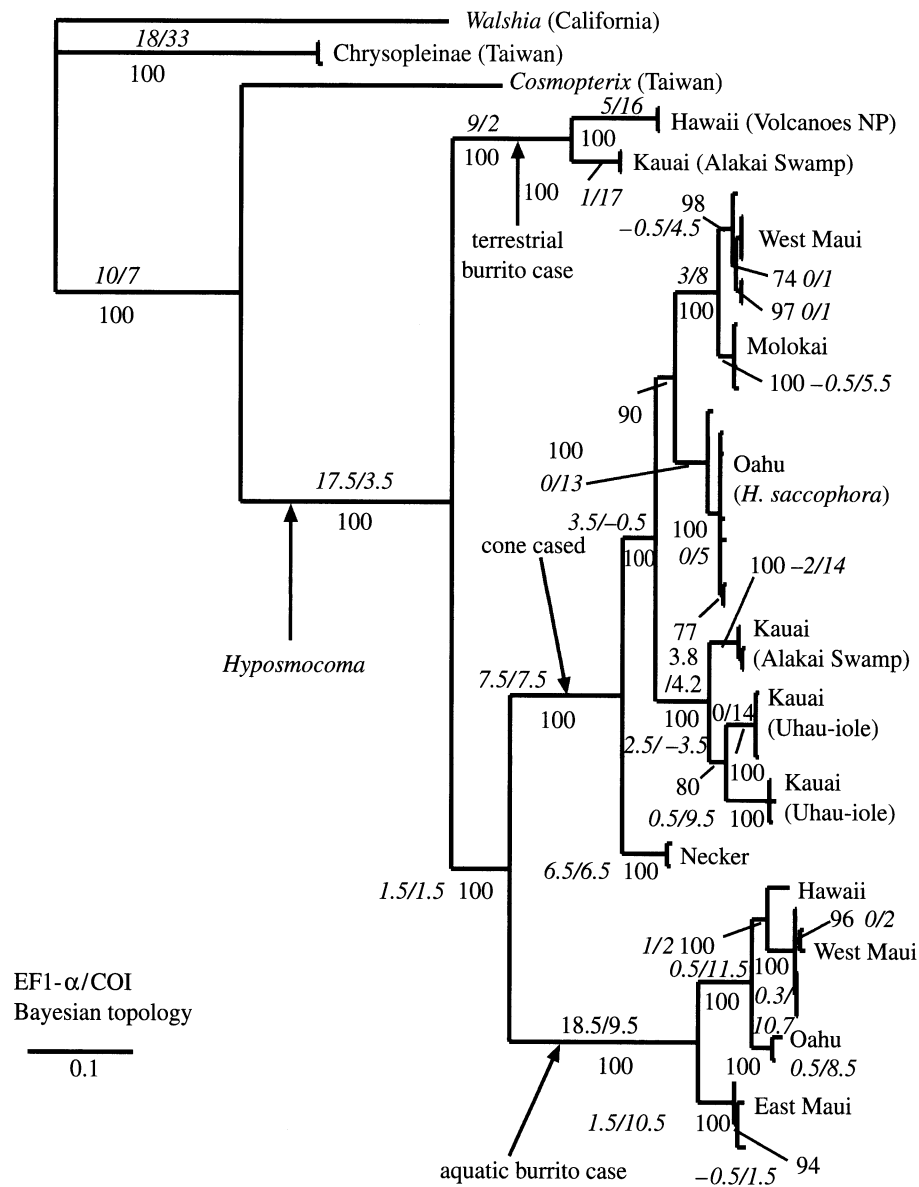 Walshia (California)
18/33
Chrysopleinae (Taiwan)
100
Cosmopterix (Taiwan)
5/16
9/2
Hawaii (Volcanoes NP)
100
100
Kauai (Alakai Swamp)
100
1/17
98
−0.5/4.5
terrestrial
burrito case
West Maui
10/7
3/8
74 0/1
100
100
97 0/1
Molokai
100 −0.5/5.5
90
100
0/13
Oahu
(H. saccophora)
17.5/3.5
100
3.5/−0.5
100
cone cased
100
0/5
100 −2/14
77
Kauai
(Alakai Swamp)
3.8
/4.2
Hyposmocoma
7.5/7.5
100
100
0/14
Kauai
(Uhau-iole)
2.5/ −3.5
100
80
Kauai
(Uhau-iole)
0.5/9.5
100
Necker
6.5/6.5
100
1.5/1.5
100
Hawaii
96 0/2
1/2 100
West Maui
0.5/11.5
100
EF1-α/COI
Bayesian topology
100
0.3/
10.7
0.1
18.5/9.5
100
Oahu
100
0.5/8.5
East Maui
1.5/10.5
100
94
aquatic burrito case
−0.5/1.5